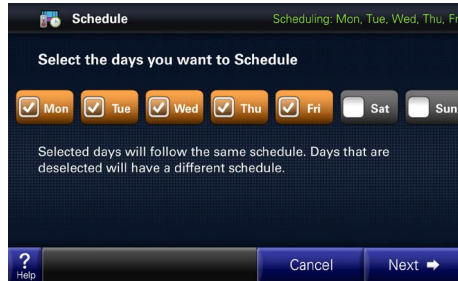 Schedule
Scheduling: Mon, Tue, Wed, Thu, Fr
Select the days you want to Schedule
Mon Tue Wed Thu Fri Sat Sun
Selected days will follow the same schedule. Days that are
deselected will have a different schedule.
?
Help
Cancel
Next